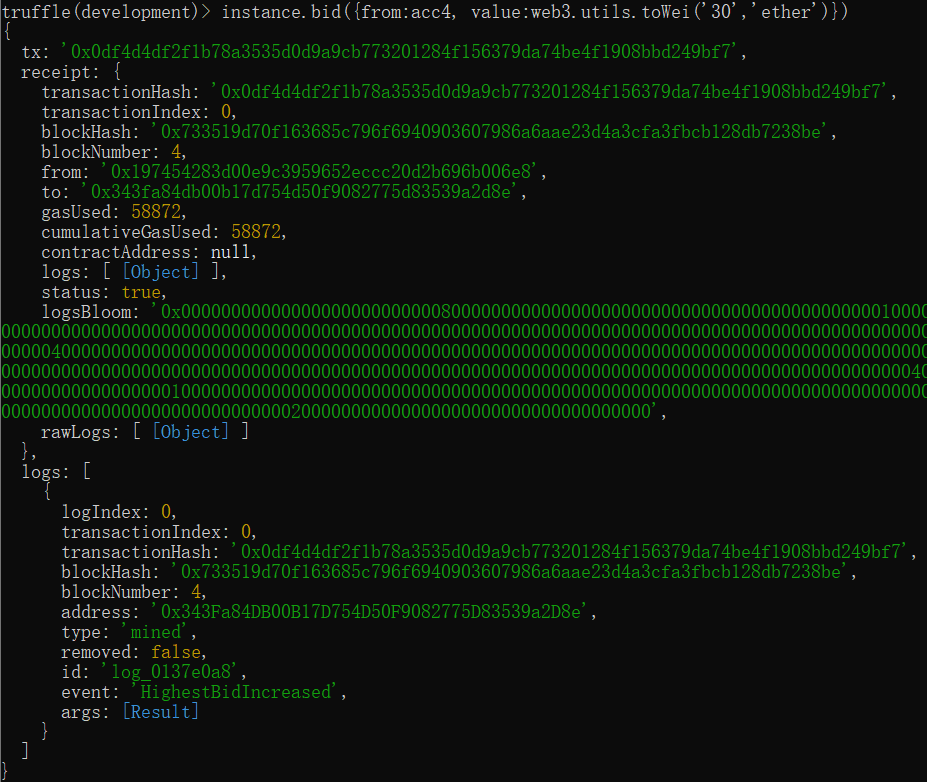 truffle(development)> instance.bid({from:acc4, value:web3.utils.toWei('30','ether')})
{
tx: '0x0df4d4df2f1b78a3535d0d9a9cb773201284f156379da74be4f1908bbd249bf7',
receipt: {
transactionHash: '0x0df4d4df2f1b78a3535d0d9a9cb773201284f156379da74be4f1908bbd249bf7',
transactionIndex: 0,
blockHash: '0x733519d70f163685c796f6940903607986a6aae23d4a3cfa3fbcb128db7238be',
blockNumber: 4,
from: '0x197454283d00e9c3959652eccc20d2b696b006e8',
to: '0x343fa84db00b17d754d50f9082775d83539a2d8e',
gasUsed: 58872,
cumulativeGasUsed: 58872,
contractAddress: null,
logs: [ [Object] ],
status: true,
logsBloom: '0x000000000000000000000000008000000000000000000000000000000000000000000000010000
000000000000000000000000000000000000000000000000000000000000000000000000000000000000000000000
000004000000000000000000000000000000000000000000000000000000000000000000000000000000000000000
000000000000000000000000000000000000000000000000000000000000000000000000000000000000000000040
000000000000000001000000000000000000000000000000000000000000000000000000000000000000000000000
00000000000000000000000000000200000000000000000000000000000000000',
rawLogs: [ [Object] ]
},
logs: [
{
logIndex: 0,
transactionIndex: 0,
transactionHash: '0x0df4d4df2f1b78a3535d0d9a9cb773201284f156379da74be4f1908bbd249bf7',
blockHash: '0x733519d70f163685c796f6940903607986a6aae23d4a3cfa3fbcb128db7238be',
blockNumber: 4,
address: '0x343Fa84DB00B17D754D50F9082775D83539a2D8e',
type: 'mined',
removed: false,
id: 'log_0137e0a8',
event: 'HighestBidIncreased',
args: [Result]
}
]
}